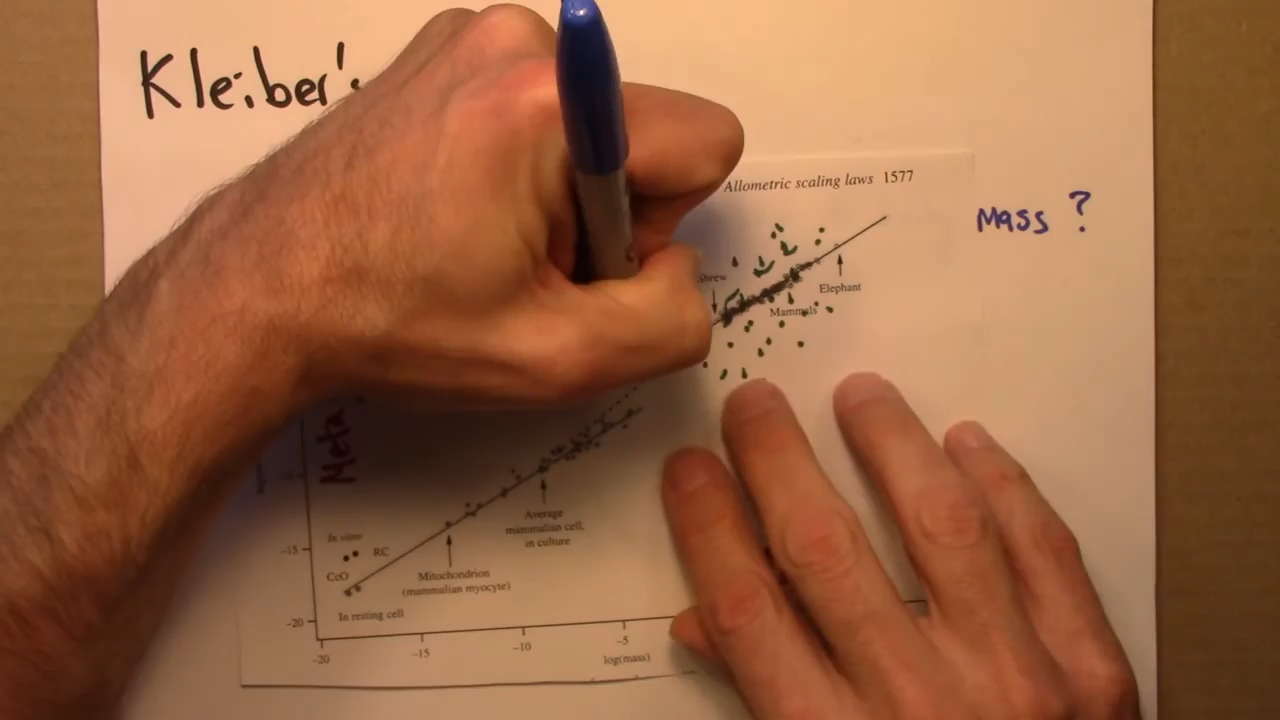 Kleiber's
Allometric scaling laws 1577
Mass ?
Shrew
Elephant
Mammals
Meta
Average
mammalian cell,
in culture
In vitro
RC
-15
CcO
Mitochondrion
(mammalian myocyte)
In resting cell
-20
-20
-15
-10
-5
log(mass)